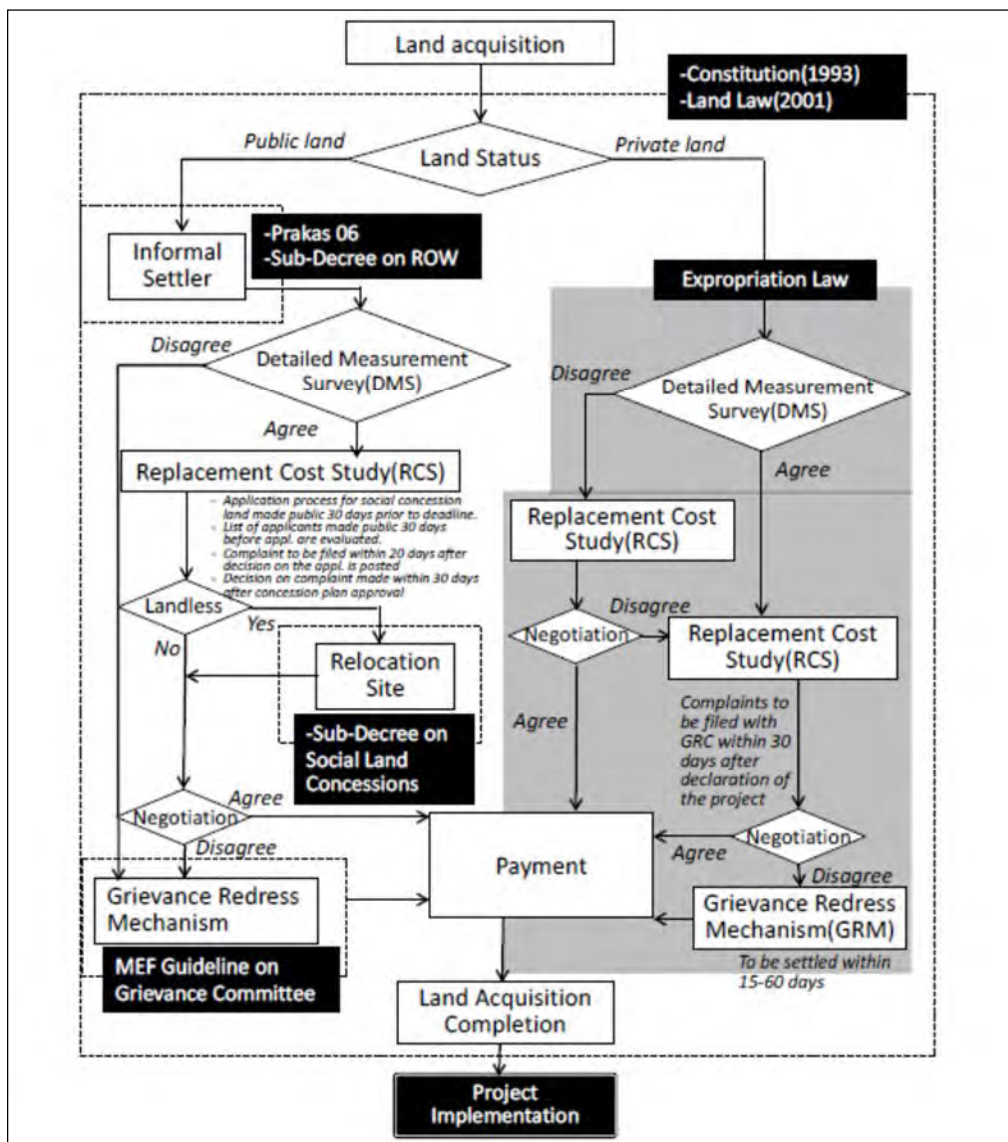 Land acquisition
-Constitution(1993)
-Land Law(2001)
Public land
Land Status
Private land
Informal
Settler
-Prakas 06
-Sub-Decree on ROW
Expropriation Law
Disagree
Detailed Measurement
Survey(DMS)
Agree
Disagree
Detailed Measurement
Survey(DMS)
Agree
Replacement Cost Study(RCS)
- Application process for social concession
land made public 30 days prior to deadline.
- List of applicants made public 30 days
before appl. are evaluated.
- Complaint to be filed within 20 days after
decision on the appl. is posted
- Decision on complaint made within 30 days
after concession plan approval
Replacement Cost
Study(RCS)
Landless
Yes
No
Relocation
Site
-Sub-Decree on
Social Land
Concessions
Negotiation
Disagree
Replacement Cost
Study(RCS)
Agree
Complaints to
be filed with
GRC within 30
days after
declaration of
the project
Negotiation
Agree
Disagree
Payment
Negotiation
Agree
Disagree
Grievance Redress
Mechanism
MEF Guideline on
Grievance Committee
Grievance Redress
Mechanism(GRM)
To be settled within
15-60 days
Land Acquisition
Completion
Project
Implementation